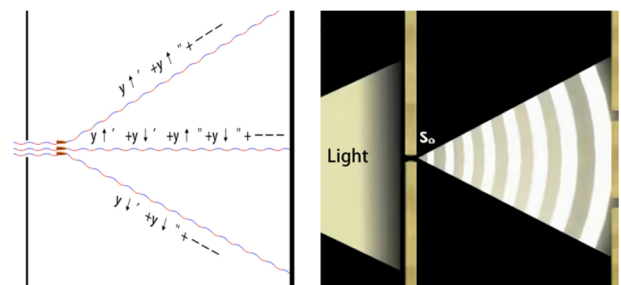 y↑′ +y↑″+ −−−−
y↑′ +y↓′ +y↑″+y↓″+ −−−−
y↓′ +y↓″+ −−−−
Light
S₀